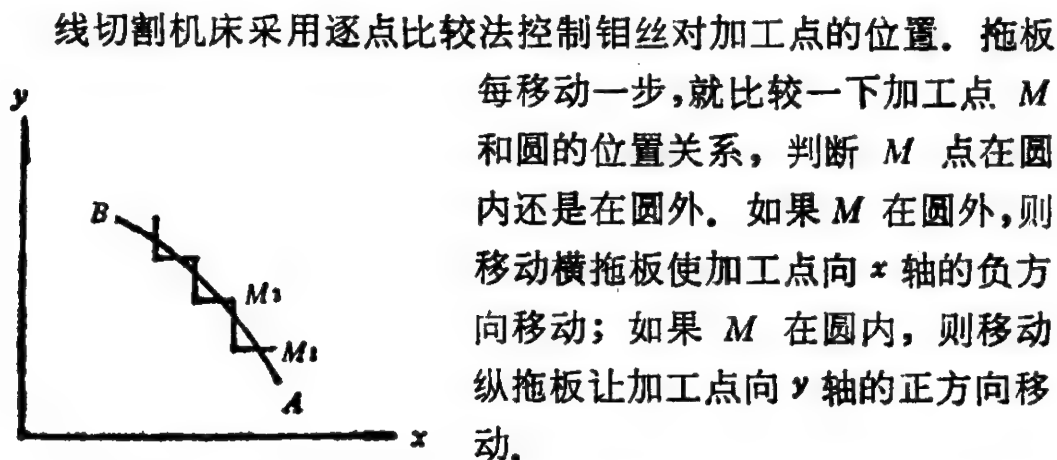 线切割机床采用逐点比较法控制钼丝对加工点的位置．拖板
每移动一步，就比较一下加工点 M
和圆的位置关系，判断 M 点在圆
内还是在圆外．如果 M 在圆外，则
移动横拖板使加工点向 x 轴的负方
向移动；如果 M 在圆内，则移动
纵拖板让加工点向 y 轴的正方向移
动．
y
B
M₃
M₁
A
x